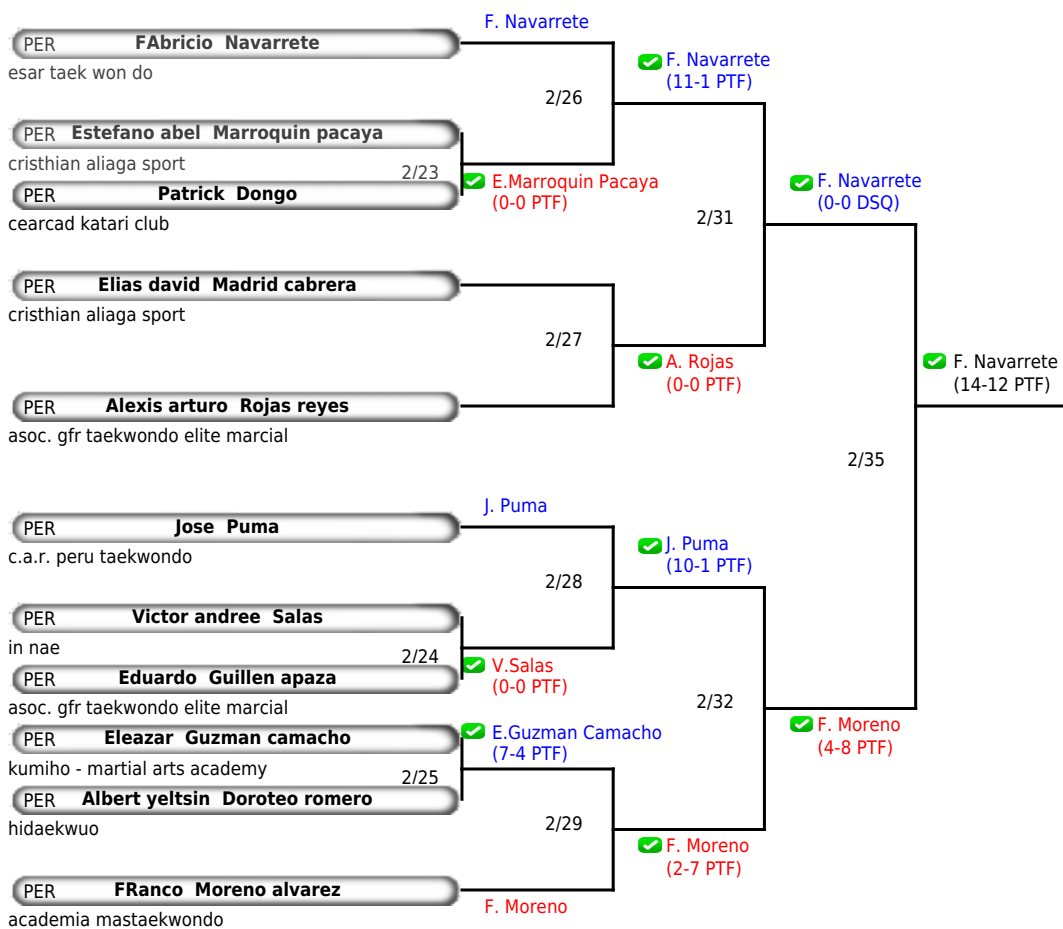 F. Navarrete
PER FAbricio Navarrete
esar taek won do
F. Navarrete
(11-1 PTF)
2/26
PER Estefano abel Marroquin pacaya
cristhian aliaga sport
2/23
E.Marroquin Pacaya
(0-0 PTF)
PER Patrick Dongo
cearcad katari club
F. Navarrete
(0-0 DSQ)
2/31
PER Elias david Madrid cabrera
cristhian aliaga sport
2/27
A. Rojas
(0-0 PTF)
F. Navarrete
(14-12 PTF)
PER Alexis arturo Rojas reyes
asoc. gfr taekwondo elite marcial
2/35
J. Puma
PER Jose Puma
c.a.r. peru taekwondo
J. Puma
(10-1 PTF)
2/28
PER Victor andree Salas
in nae
2/24
V.Salas
(0-0 PTF)
PER Eduardo Guillen apaza
asoc. gfr taekwondo elite marcial
2/32
PER Eleazar Guzman camacho
E.Guzman Camacho
(7-4 PTF)
F. Moreno
(4-8 PTF)
kumiho - martial arts academy
2/25
PER Albert yeltsin Doroteo romero
hidaekwuo
2/29
F. Moreno
(2-7 PTF)
PER FRanco Moreno alvarez
F. Moreno
academia mastaekwondo